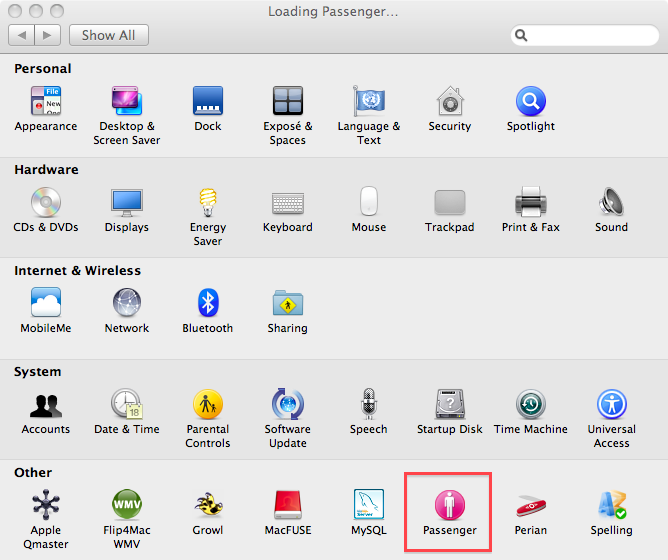 Loading Passenger...
Show All
Personal
Appearance
Desktop &
Screen Saver
Dock
Exposé &
Spaces
Language &
Text
Security
Spotlight
Hardware
CDs & DVDs
Displays
Energy
Saver
Keyboard
Mouse
Trackpad
Print & Fax
Sound
Internet & Wireless
MobileMe
Network
Bluetooth
Sharing
System
Accounts
18
Date & Time
Parental
Controls
Software
Update
Speech
Startup Disk
Time Machine
Universal
Access
Other
Apple
Qmaster
WMV
Flip4Mac
WMV
Growl
MacFUSE
MySQL
Passenger
Perian
Spelling